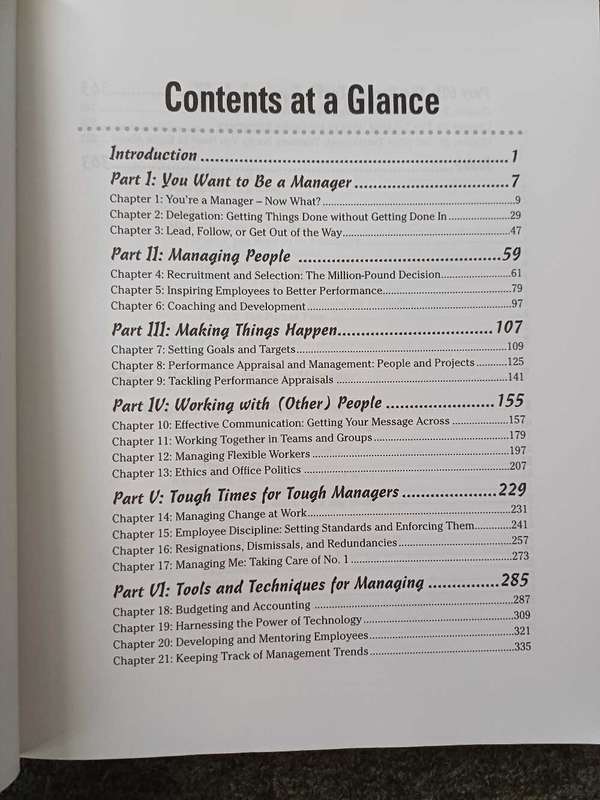 Contents at a Glance
Introduction 1
Part I: You Want to Be a Manager 7
Chapter 1: You're a Manager – Now What? 9
Chapter 2: Delegation: Getting Things Done without Getting Done In 29
Chapter 3: Lead, Follow, or Get Out of the Way 47
Part II: Managing People 59
Chapter 4: Recruitment and Selection: The Million-Pound Decision 61
Chapter 5: Inspiring Employees to Better Performance 79
Chapter 6: Coaching and Development 97
Part III: Making Things Happen 107
Chapter 7: Setting Goals and Targets 109
Chapter 8: Performance Appraisal and Management: People and Projects 125
Chapter 9: Tackling Performance Appraisals 141
Part IV: Working with (Other) People 155
Chapter 10: Effective Communication: Getting Your Message Across 157
Chapter 11: Working Together in Teams and Groups 179
Chapter 12: Managing Flexible Workers 197
Chapter 13: Ethics and Office Politics 207
Part V: Tough Times for Tough Managers 229
Chapter 14: Managing Change at Work 231
Chapter 15: Employee Discipline: Setting Standards and Enforcing Them 241
Chapter 16: Resignations, Dismissals, and Redundancies 257
Chapter 17: Managing Me: Taking Care of No. 1 273
Part VI: Tools and Techniques for Managing 285
Chapter 18: Budgeting and Accounting 287
Chapter 19: Harnessing the Power of Technology 309
Chapter 20: Developing and Mentoring Employees 321
Chapter 21: Keeping Track of Management Trends 335